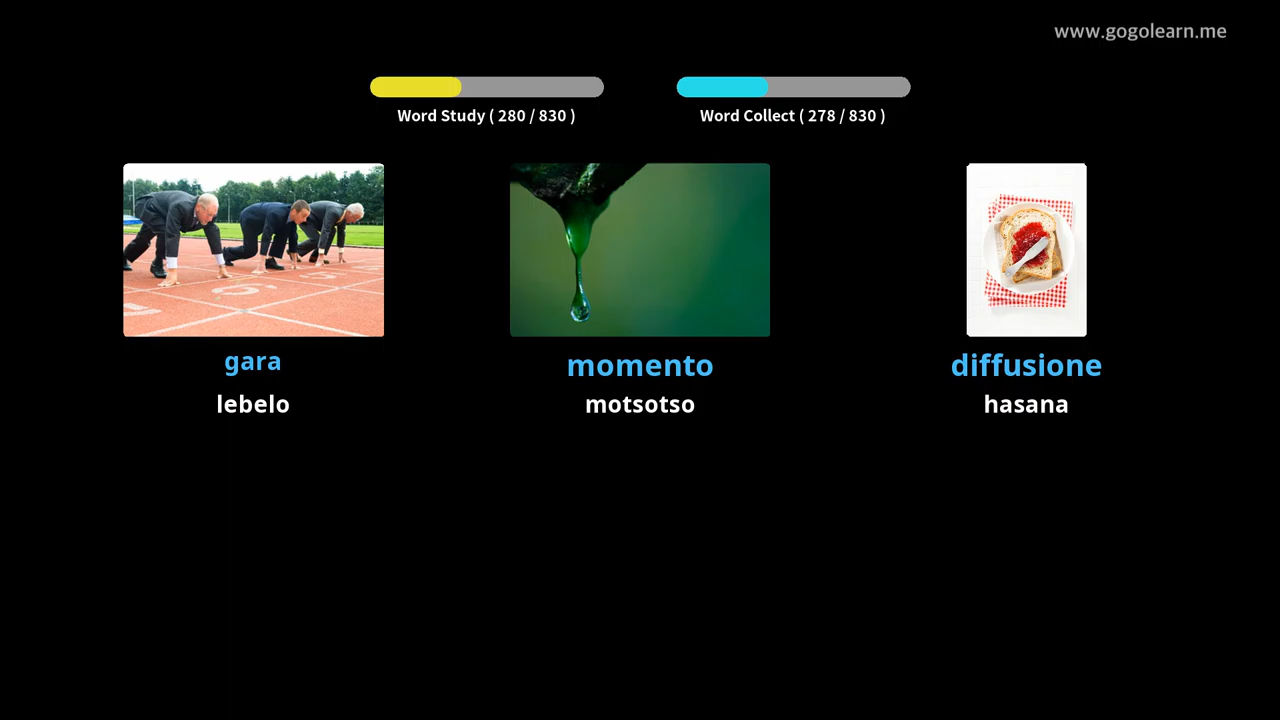 www.gogolearn.me
Word Study ( 280 / 830 )
Word Collect ( 278 / 830 )
gara
lebelo
momento
motsotso
diffusione
hasana